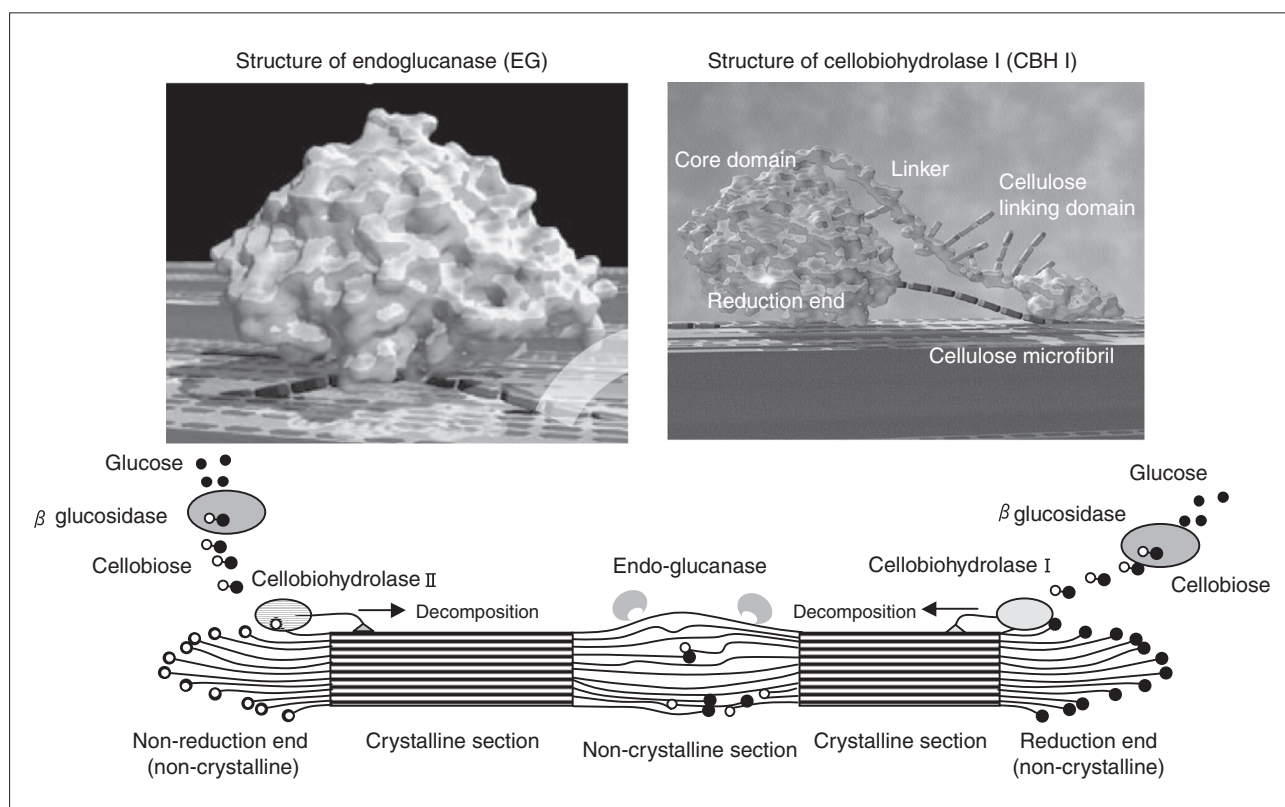 Structure of endoglucanase (EG)
Structure of cellobiohydrolase I (CBH I)
Core domain
Linker
Cellulose
linking domain
Reduction end
Cellulose microfibril
Glucose
β glucosidase
Cellobiose
Cellobiohydrolase II
Decomposition
Endo-glucanase
Cellobiohydrolase I
Decomposition
Glucose
β glucosidase
Cellobiose
Non-reduction end
(non-crystalline)
Crystalline section
Non-crystalline section
Crystalline section
Reduction end
(non-crystalline)